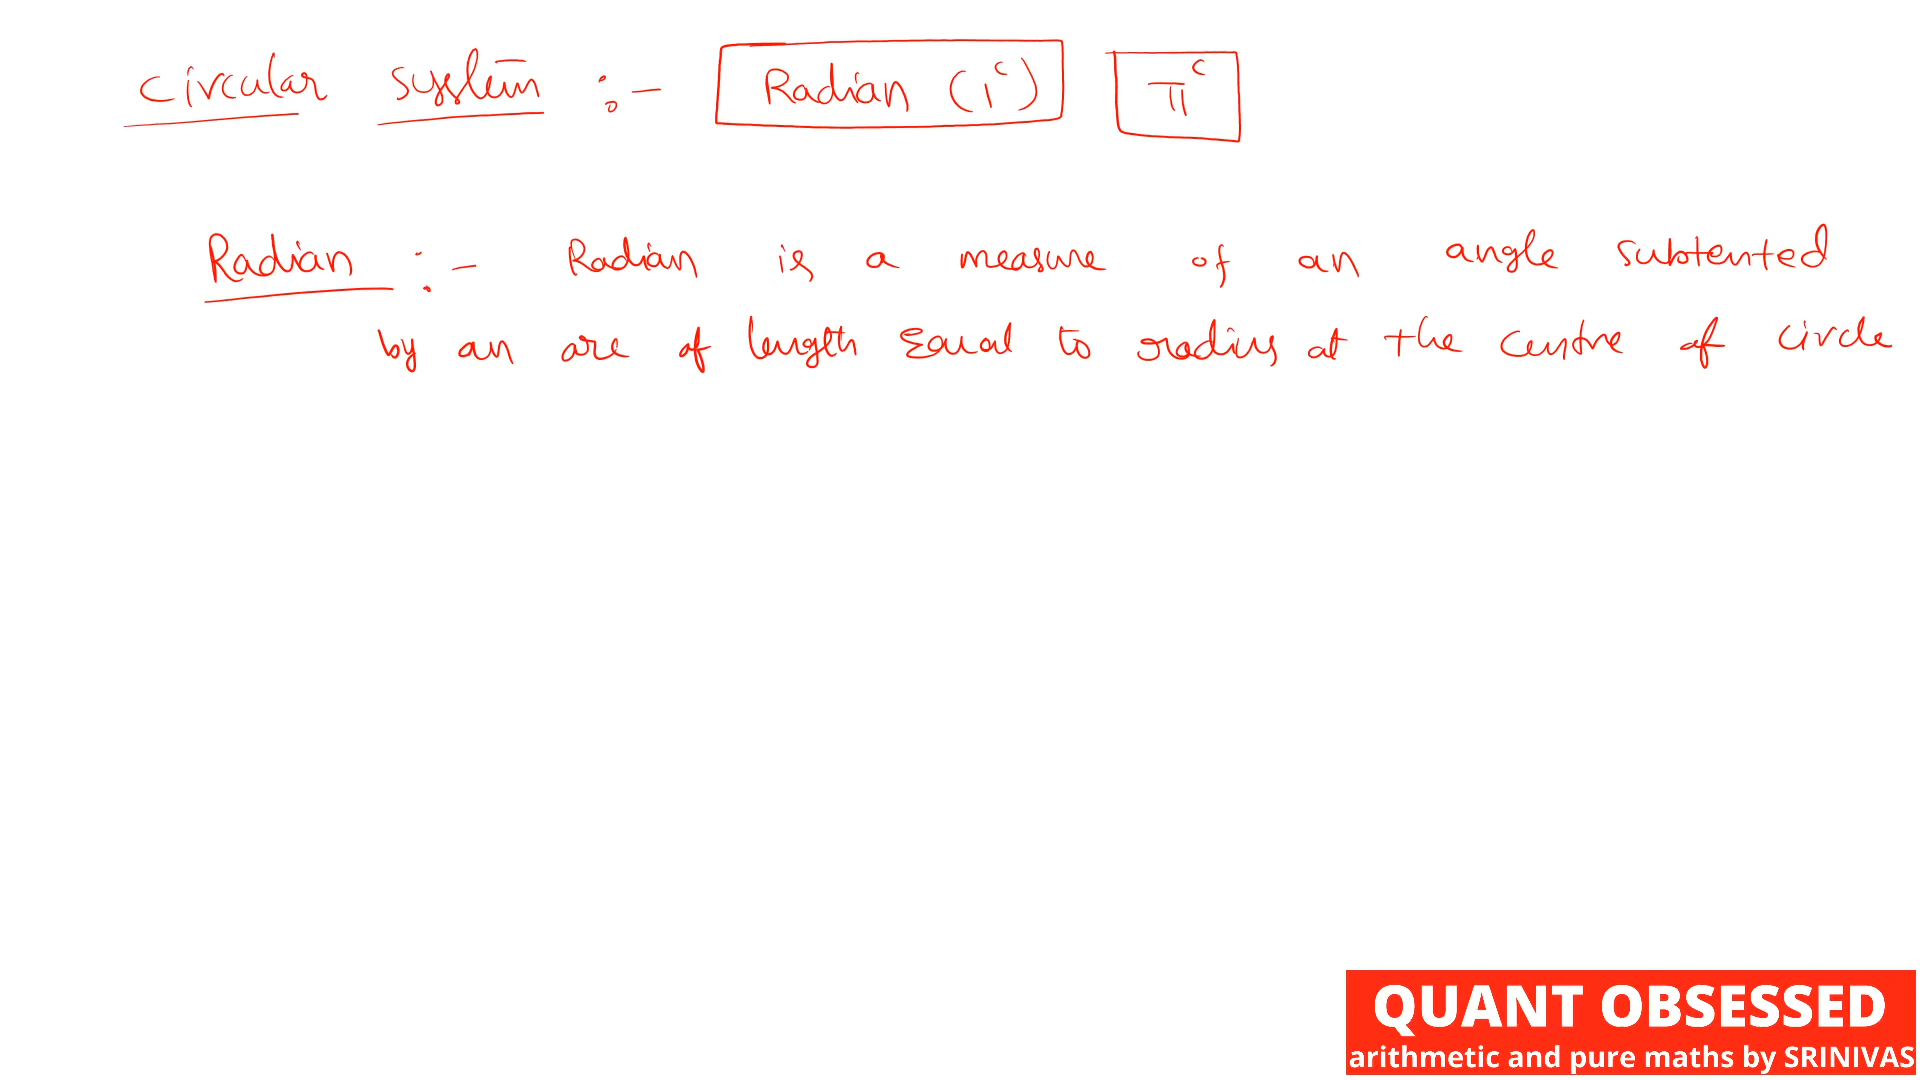 circular system :- Radian (1ᶜ) πᶜ
Radian :- Radian is a measure of an angle subtented
by an arc of length Equal to radius at the centre of circle
QUANT OBSESSED
arithmetic and pure maths by SRINIVAS